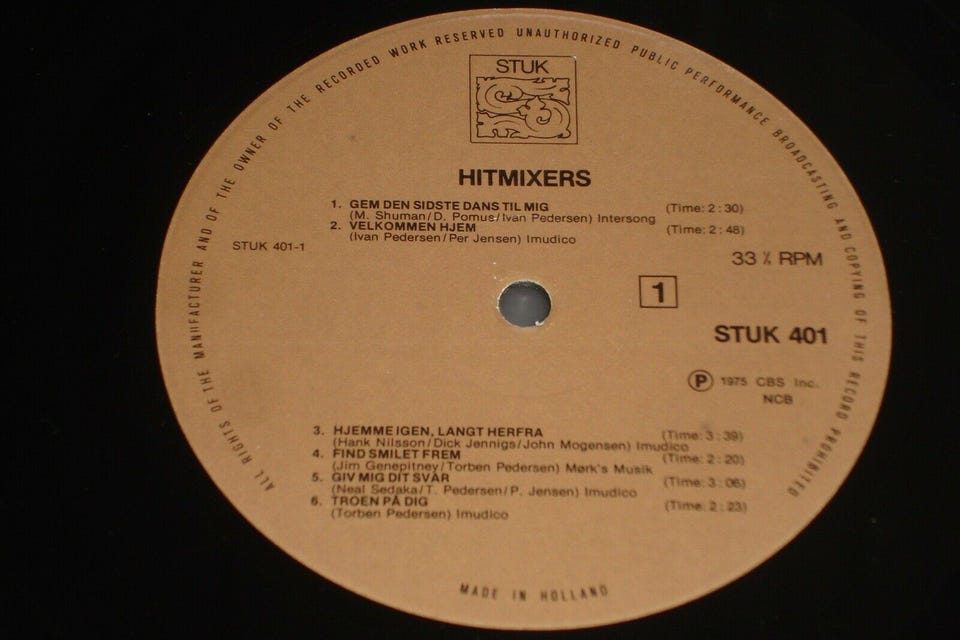 ALL RIGHTS OF THE MANUFACTURER AND OF THE OWNER OF THE RECORDED WORK RESERVED UNAUTHORIZED PUBLIC PERFORMANCE BROADCASTING AND COPYING OF THIS RECORD PROHIBITED
STUK
HITMIXERS
1. GEM DEN SIDSTE DANS TIL MIG (Time: 2:30)
(M. Shuman/D. Pomus/Ivan Pedersen) Intersong
2. VELKOMMEN HJEM (Time: 2:48)
(Ivan Pedersen/Per Jensen) Imudico
STUK 401-1
33 ⅓ RPM
1
STUK 401
Ⓟ 1975 CBS Inc.
NCB
3. HJEMME IGEN, LANGT HERFRA (Time: 3:39)
(Hank Nilsson/Dick Jennigs/John Mogensen) Imudico
4. FIND SMILET FREM (Time: 2:20)
(Jim Genepitney/Torben Pedersen) Mørk's Musik
5. GIV MIG DIT SVAR (Time: 3:06)
(Neal Sedaka/T. Pedersen/P. Jensen) Imudico
6. TROEN PÅ DIG (Time: 2:23)
(Torben Pedersen) Imudico
MADE IN HOLLAND